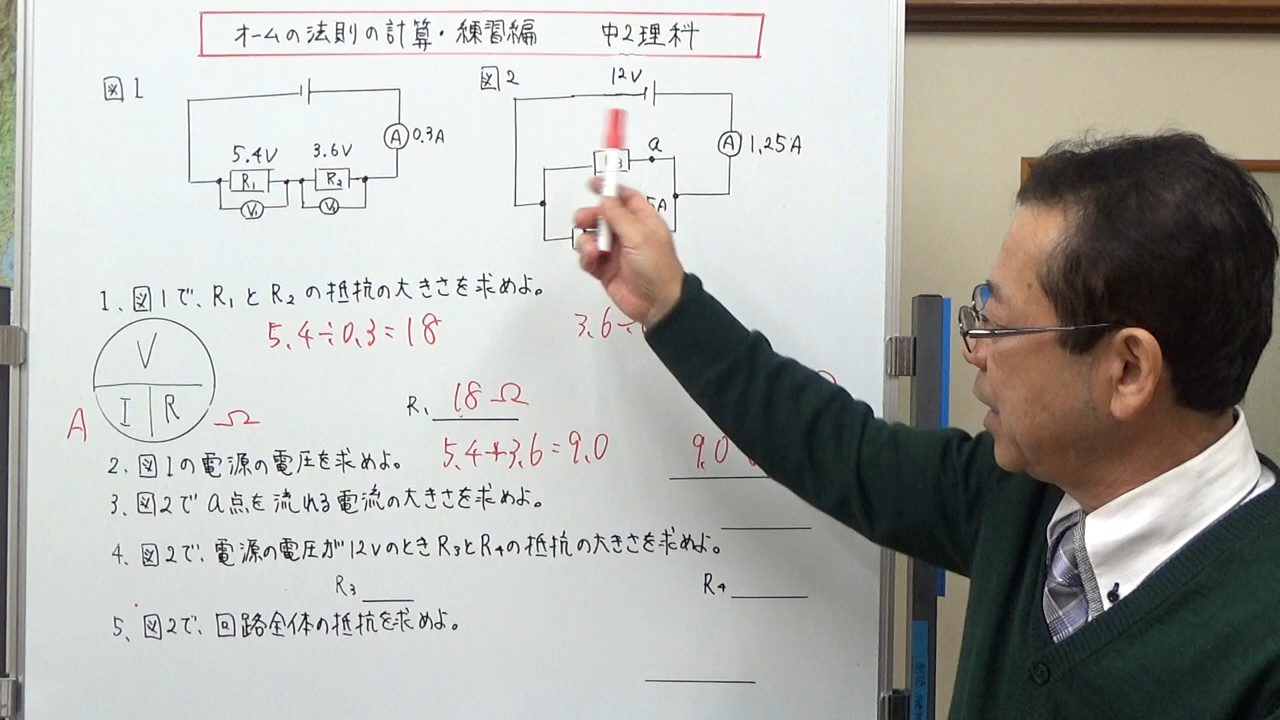 オームの法則の計算・練習編 中2理科
図1
0.3A
5.4V 3.6V
R₁ R₂
V₁
A
図2
12V
A 1.25A
a
5A
1、図1で、R₁とR₂の抵抗の大きさを求めよ。
5.4÷0.3=18 3.6÷
V
I R
A Ω
R₁ 18Ω
2、図1の電源の電圧を求めよ。 5.4+3.6=9.0 9.0
3、図2でa点を流れる電流の大きさを求めよ。
4、図2で、電源の電圧が12VのときR₃とR₄の抵抗の大きさを求めよ。
R₃ R₄
5、図2で、回路全体の抵抗を求めよ。